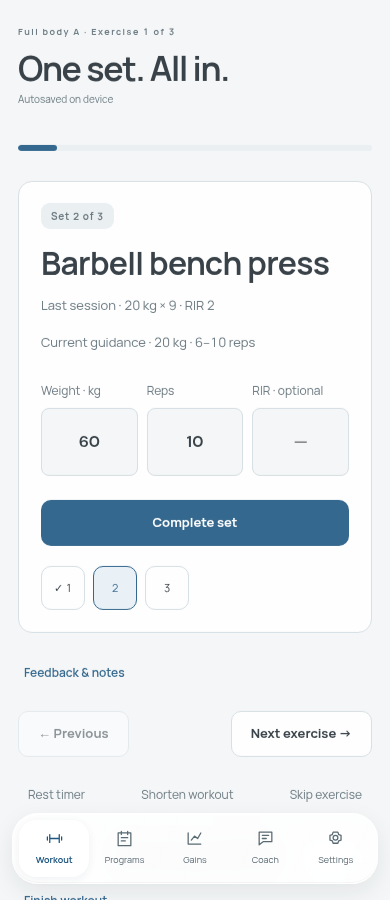 Full body A · Exercise 1 of 3
One set. All in.
Autosaved on device
Set 2 of 3
Barbell bench press
Last session · 20 kg × 9 · RIR 2
Current guidance · 20 kg · 6–10 reps
Weight · kg Reps RIR · optional
60 10 —
Complete set
✓ 1 2 3
Feedback & notes
← Previous Next exercise →
Rest timer Shorten workout Skip exercise
Workout Programs Gains Coach Settings
Finish workout